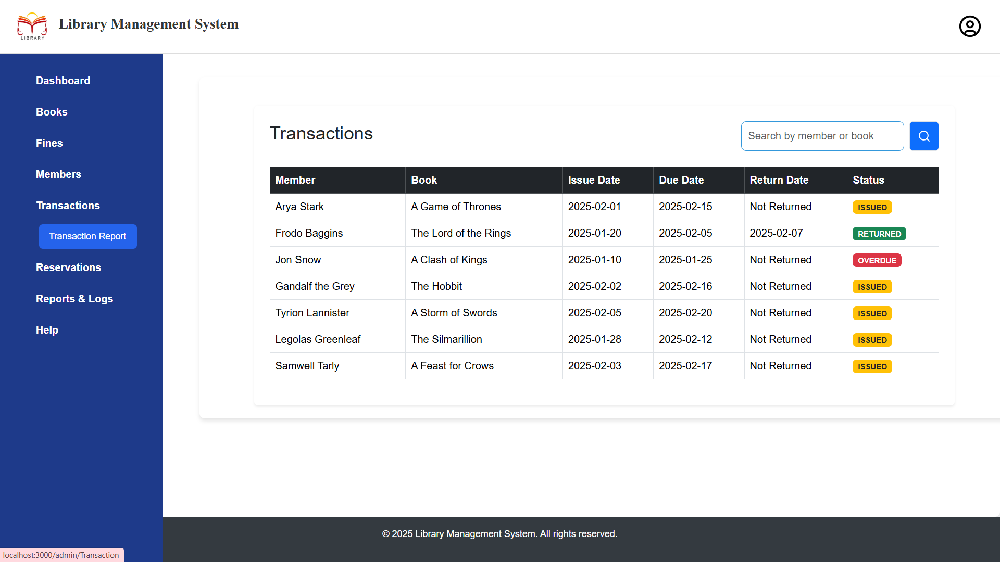 LIBRARY
Library Management System
Dashboard
Books
Fines
Members
Transactions
Transaction Report
Reservations
Reports & Logs
Help
Transactions
Search by member or book
Member Book Issue Date Due Date Return Date Status
Arya Stark A Game of Thrones 2025-02-01 2025-02-15 Not Returned ISSUED
Frodo Baggins The Lord of the Rings 2025-01-20 2025-02-05 2025-02-07 RETURNED
Jon Snow A Clash of Kings 2025-01-10 2025-01-25 Not Returned OVERDUE
Gandalf the Grey The Hobbit 2025-02-02 2025-02-16 Not Returned ISSUED
Tyrion Lannister A Storm of Swords 2025-02-05 2025-02-20 Not Returned ISSUED
Legolas Greenleaf The Silmarillion 2025-01-28 2025-02-12 Not Returned ISSUED
Samwell Tarly A Feast for Crows 2025-02-03 2025-02-17 Not Returned ISSUED
© 2025 Library Management System. All rights reserved.
localhost:3000/admin/Transaction